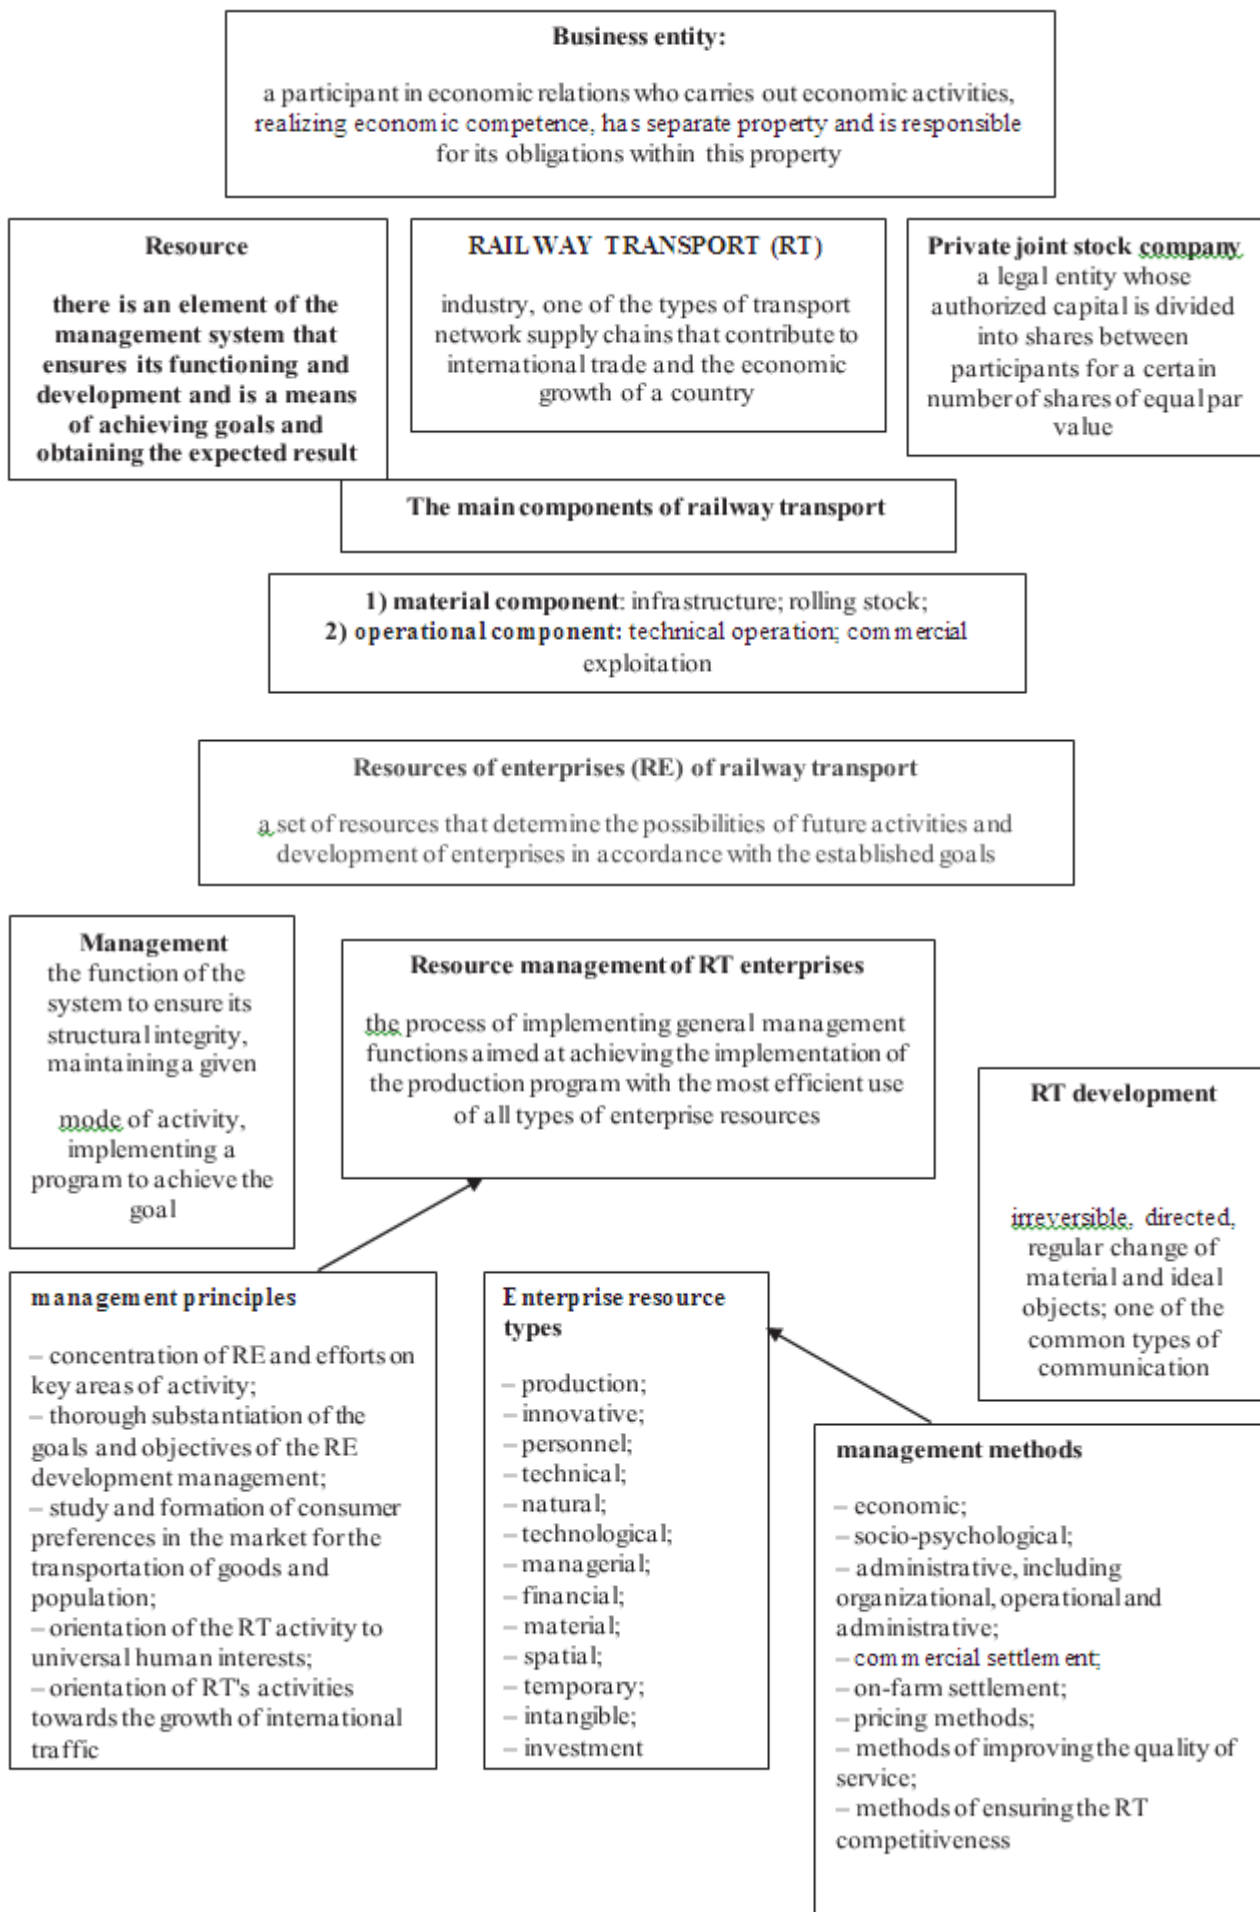 Business entity:
a participant in economic relations who carries out economic activities,
realizing economic competence, has separate property and is responsible
for its obligations within this property
Resource
there is an element of the
management system that
ensures its functioning and
development and is a means
of achieving goals and
obtaining the expected result
RAILWAY TRANSPORT (RT)
industry, one of the types of transport
network supply chains that contribute to
international trade and the economic
growth of a country
Private joint stock company
a legal entity whose
authorized capital is divided
into shares between
participants for a certain
number of shares of equal par
value
The main components of railway transport
1) material component: infrastructure; rolling stock;
2) operational component: technical operation; commercial
exploitation
Resources of enterprises (RE) of railway transport
a set of resources that determine the possibilities of future activities and
development of enterprises in accordance with the established goals
Management
the function of the
system to ensure its
structural integrity,
maintaining a given
mode of activity,
implementing a
program to achieve the
goal
Resource management of RT enterprises
the process of implementing general management
functions aimed at achieving the implementation of
the production program with the most efficient use
of all types of enterprise resources
RT development
irreversible, directed,
regular change of
material and ideal
objects; one of the
common types of
communication
management principles
– concentration of RE and efforts on
key areas of activity;
– thorough substantiation of the
goals and objectives of the RE
development management;
– study and formation of consumer
preferences in the market for the
transportation of goods and
population;
– orientation of the RT activity to
universal human interests;
– orientation of RT's activities
towards the growth of international
traffic
Enterprise resource
types
– production;
– innovative;
– personnel;
– technical;
– natural;
– technological;
– managerial;
– financial;
– material;
– spatial;
– temporary;
– intangible;
– investment
management methods
– economic;
– socio-psychological;
– administrative, including
organizational, operational and
administrative;
– commercial settlement;
– on-farm settlement;
– pricing methods;
– methods of improving the quality of
service;
– methods of ensuring the RT
competitiveness